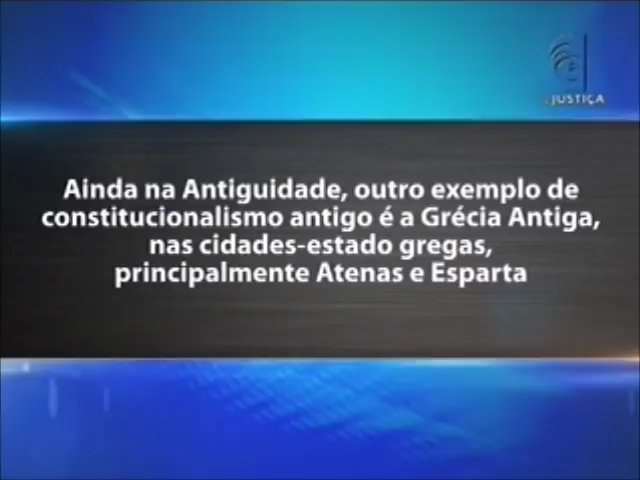 JUSTIÇA
Ainda na Antiguidade, outro exemplo de
constitucionalismo antigo é a Grécia Antiga,
nas cidades-estado gregas,
principalmente Atenas e Esparta